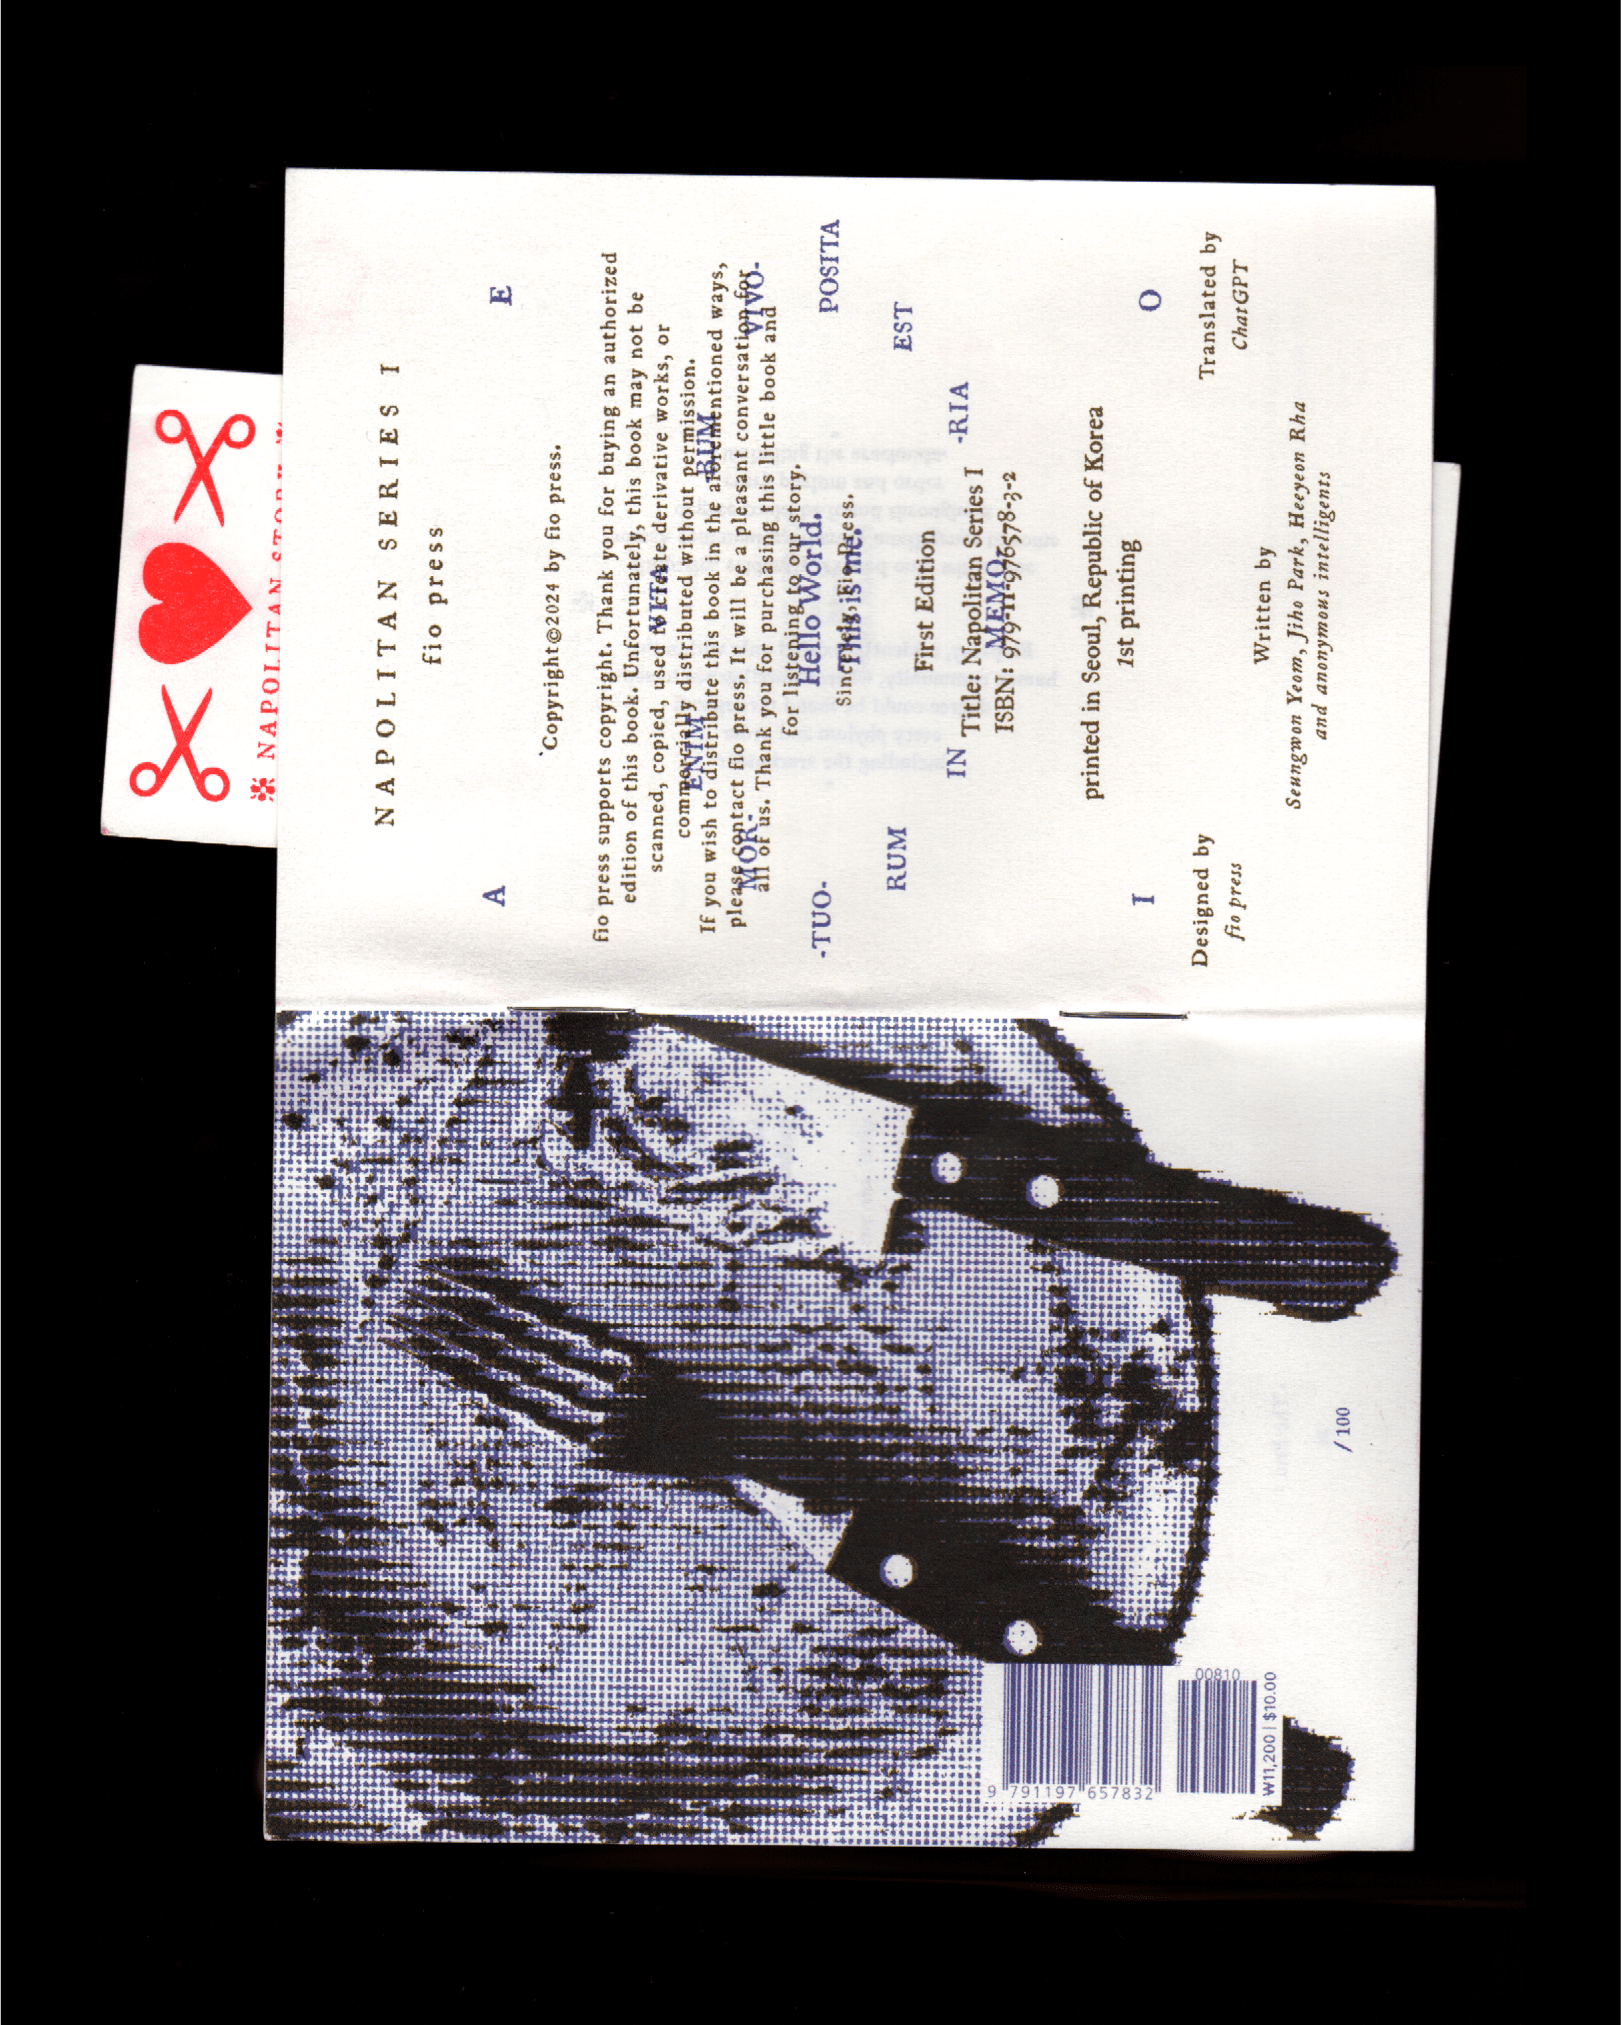 ❈ NAPOLITAN STORY ❈
NAPOLITAN SERIES I
fio press
A E
Copyright©2024 by fio press.
fio press supports copyright. Thank you for buying an authorized
edition of this book. Unfortunately, this book may not be
scanned, copied, used to create derivative works, or
commercially distributed without permission.
If you wish to distribute this book in the aforementioned ways,
please contact fio press. It will be a pleasant conversation for
all of us. Thank you for purchasing this little book and
for listening to our story.
Sincerely, Fio Press.
VITA
ENIM
MOR-
-TUO-
RUM
IN
MEMO-
-RIA
EST
POSITA
VIVO-
RUM
Hello World.
This is me.
First Edition
Title: Napolitan Series I
ISBN: 979-11-976578-3-2
printed in Seoul, Republic of Korea
1st printing
I O
Designed by
fio press
Translated by
ChatGPT
Written by
Seungwon Yeom, Jiho Park, Heeyeon Rha
and anonymous intelligents
/ 100
9 791197 657832
00810
₩11,200 | $10.00